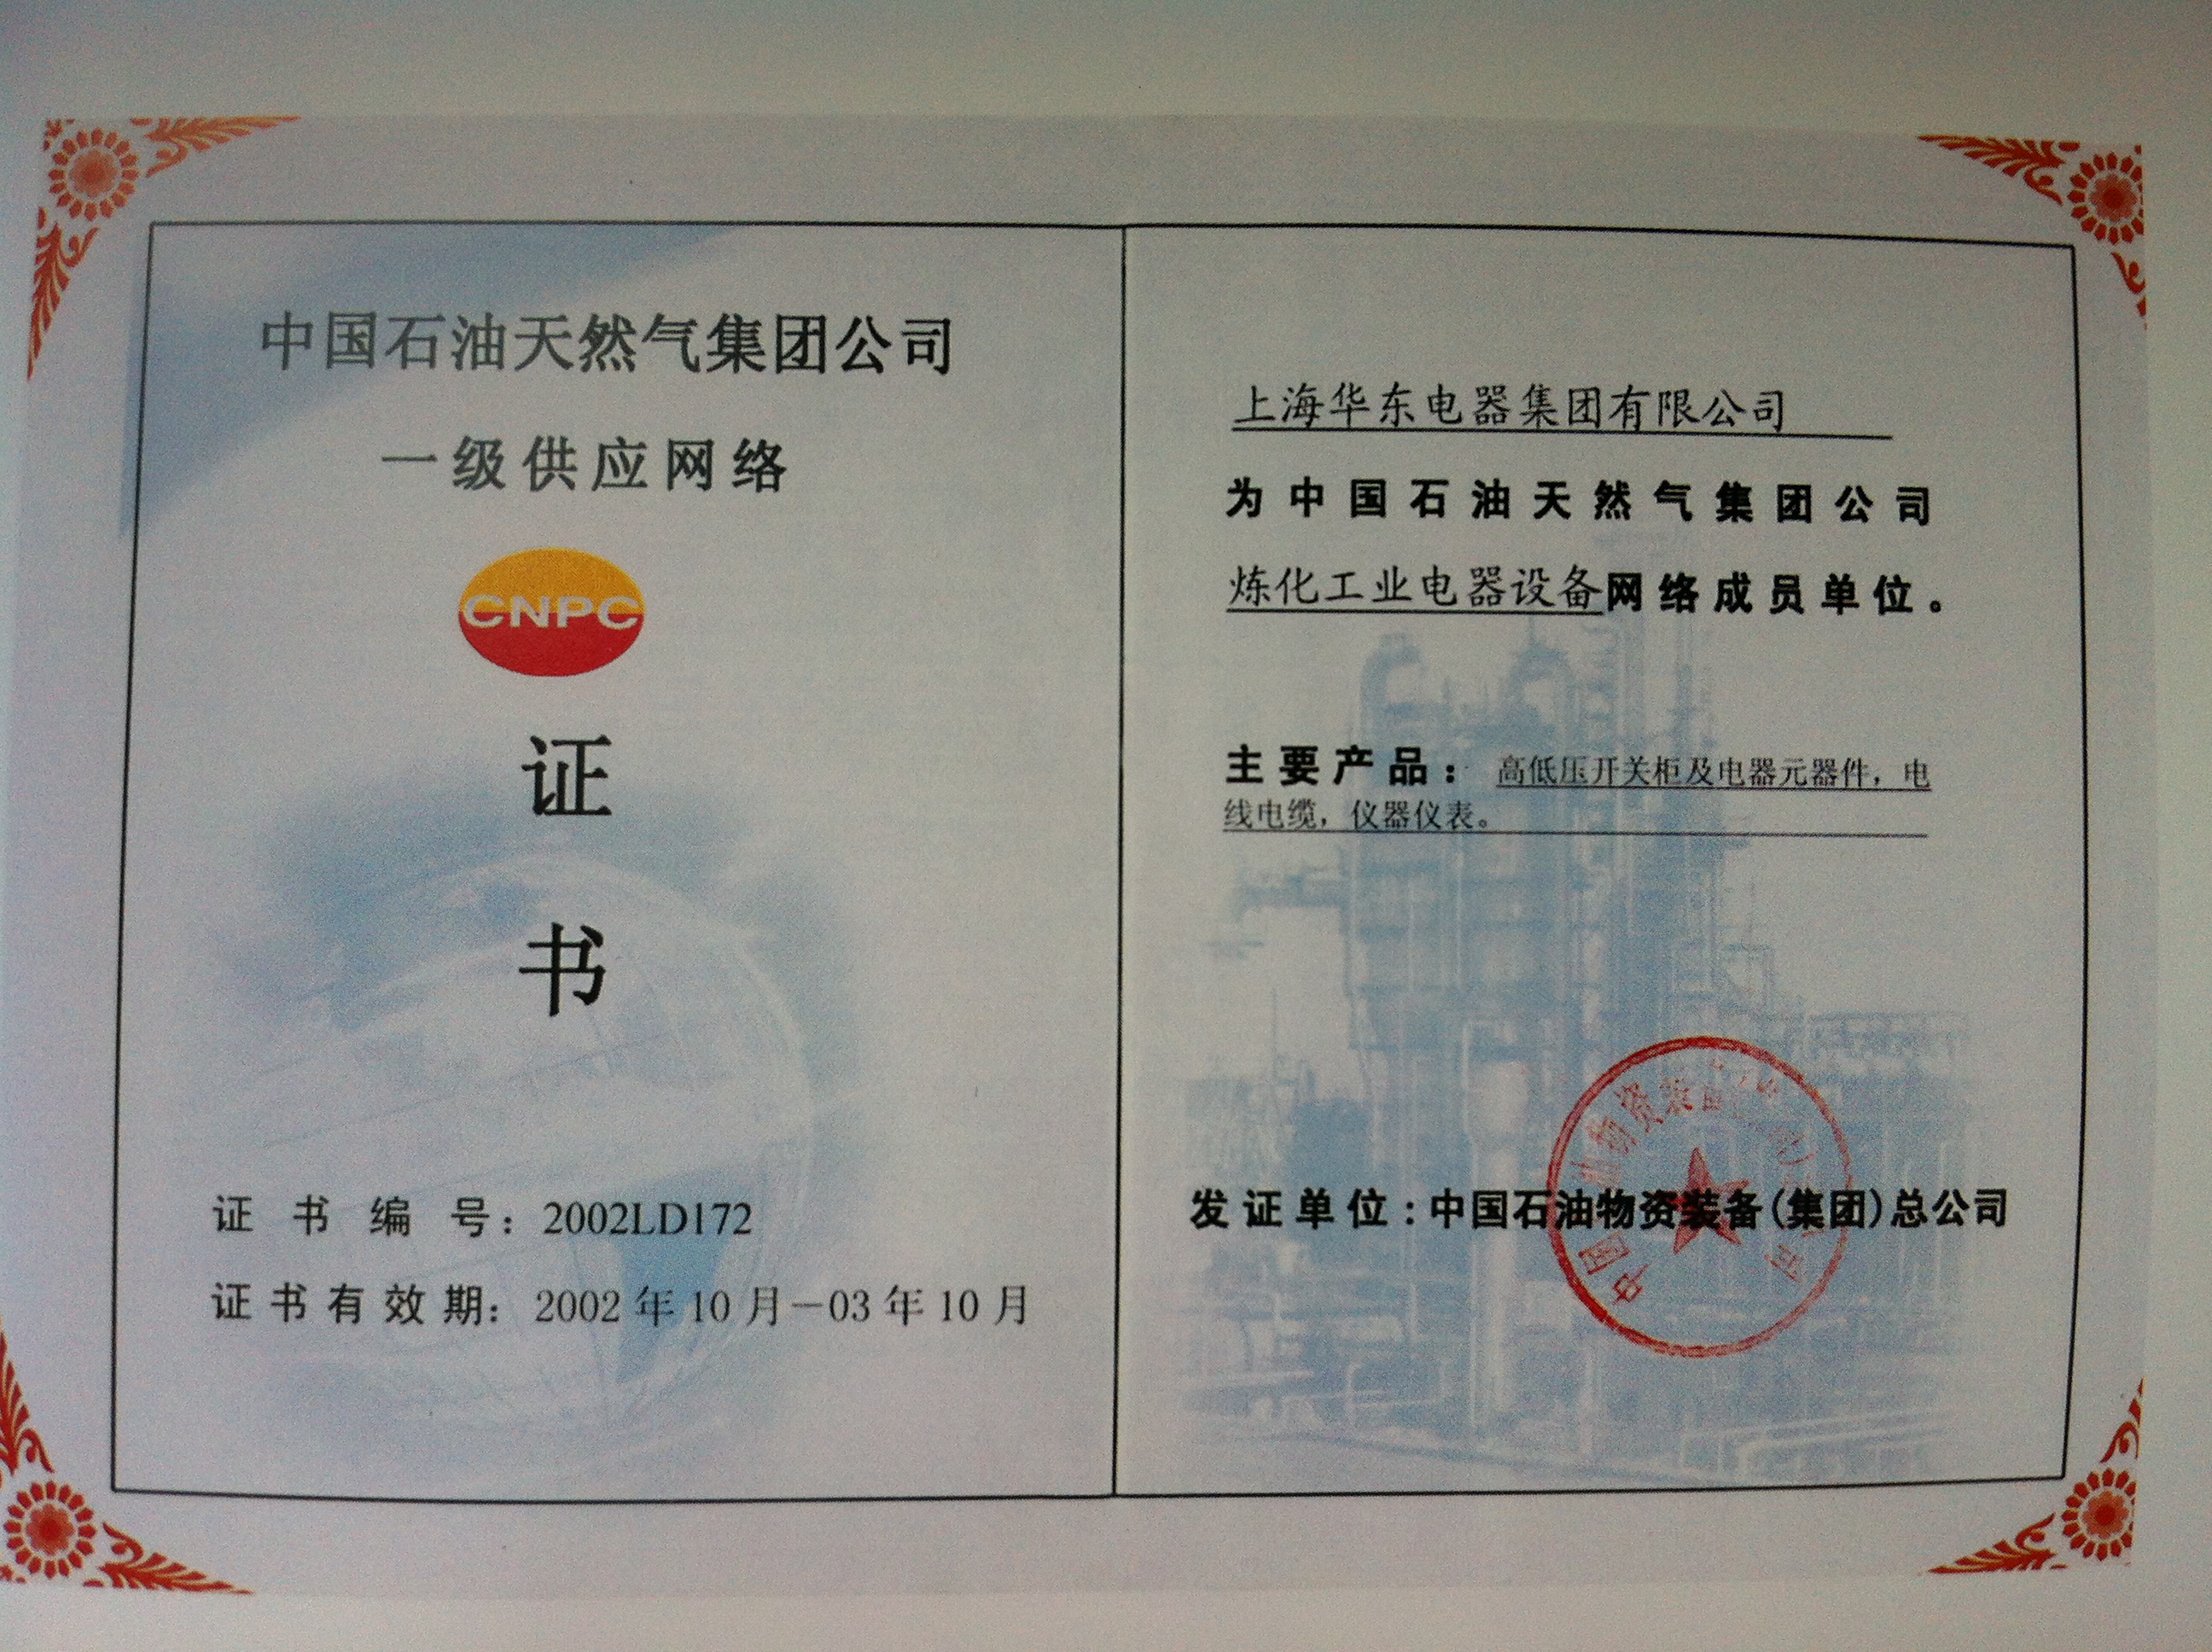 中国石油天然气集团公司
一级供应网络
CNPC
证
书
证书编号：2002LD172
证书有效期：2002年10月－03年10月
上海华东电器集团有限公司
为中国石油天然气集团公司
炼化工业电器设备网络成员单位。
主要产品：高低压开关柜及电器元器件，电
线电缆，仪器仪表。
发证单位：中国石油物资装备(集团)总公司